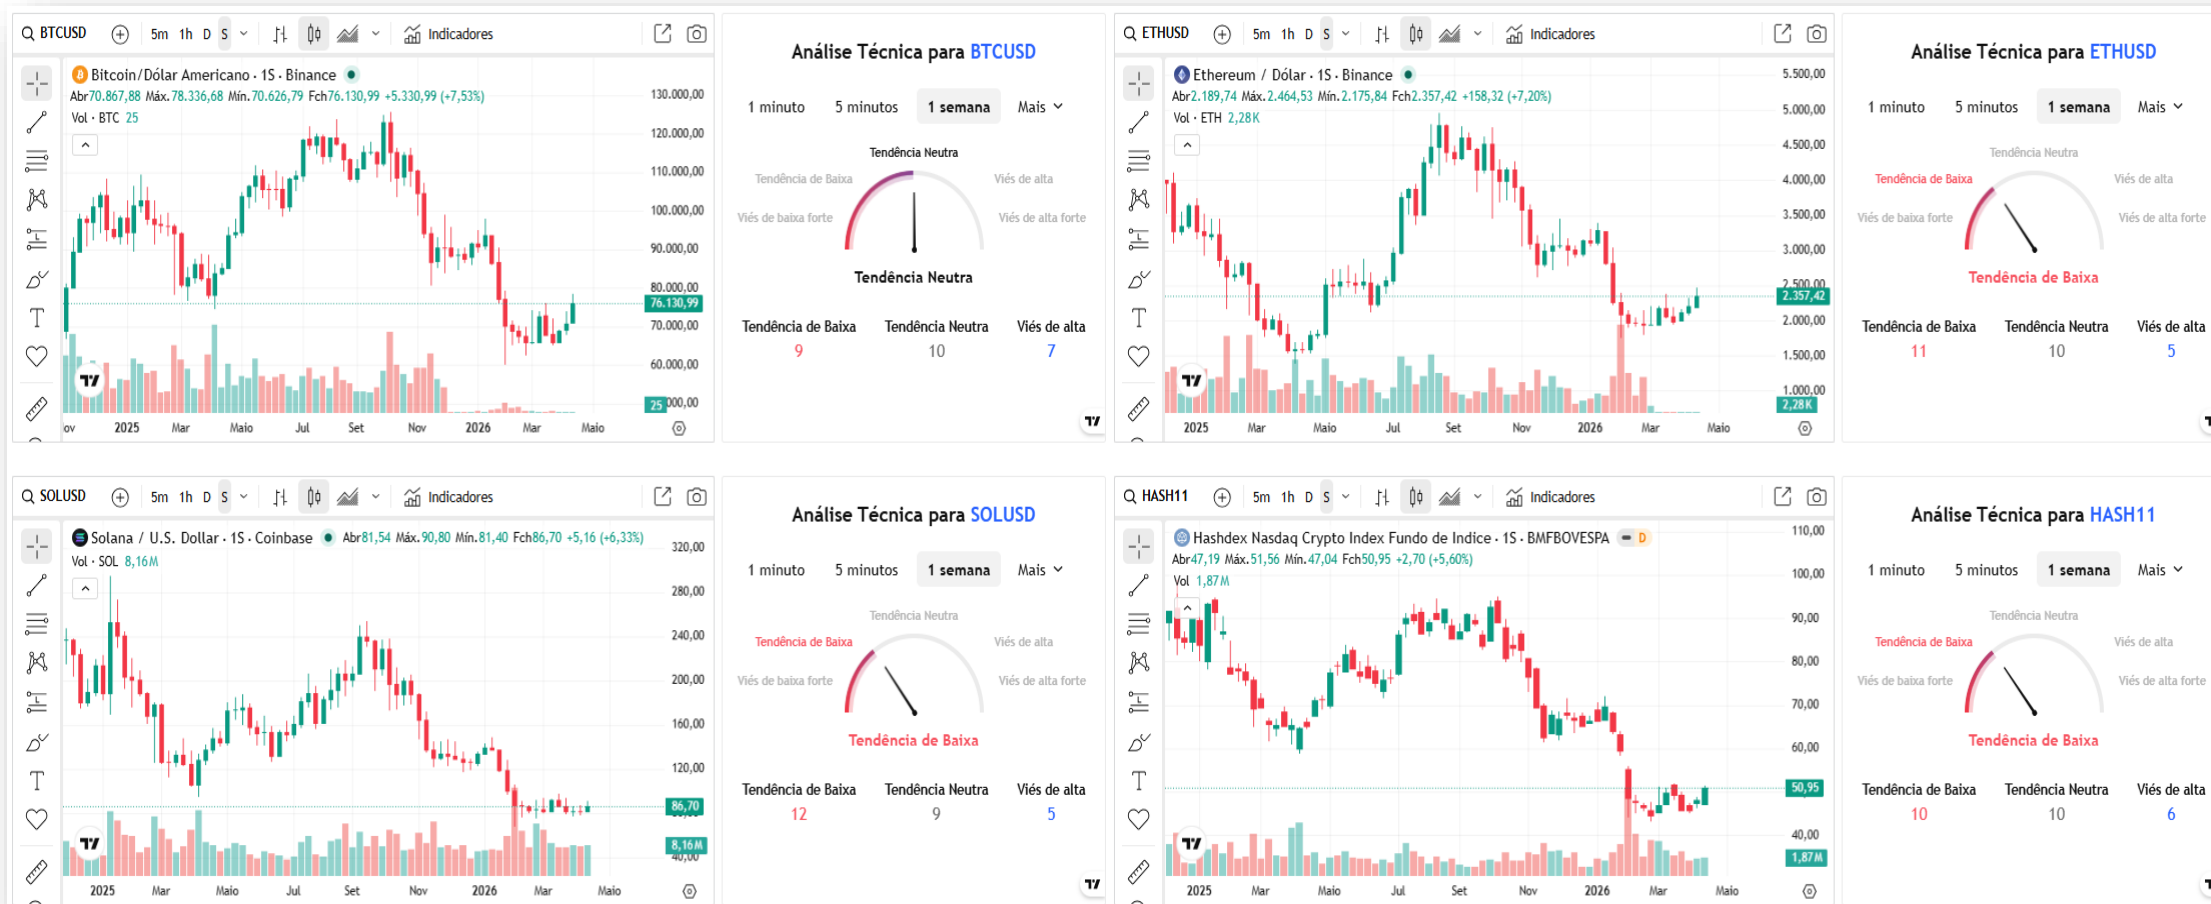 BTCUSD 5m 1h D S Indicadores
Bitcoin/Dólar Americano · 1S · Binance
Abr70.867,88 Máx.78.336,68 Mín.70.626,79 Fch76.130,99 +5.330,99 (+7,53%)
Vol · BTC 25
130.000,00
120.000,00
110.000,00
100.000,00
90.000,00
80.000,00
76.130,99
70.000,00
60.000,00
25
000,00
ov 2025 Mar Maio Jul Set Nov 2026 Mar Maio
Análise Técnica para BTCUSD
1 minuto 5 minutos 1 semana Mais
Tendência Neutra
Tendência de Baixa Viés de alta
Viés de baixa forte Viés de alta forte
Tendência Neutra
Tendência de Baixa Tendência Neutra Viés de alta
9 10 7
ETHUSD 5m 1h D S Indicadores
Ethereum / Dólar · 1S · Binance
Abr2.189,74 Máx.2.464,53 Mín.2.175,84 Fch2.357,42 +158,32 (+7,20%)
Vol · ETH 2,28K
5.500,00
5.000,00
4.500,00
4.000,00
3.500,00
3.000,00
2.500,00
2.357,42
2.000,00
1.500,00
1.000,00
2,28K
2025 Mar Maio Jul Set Nov 2026 Mar Maio
Análise Técnica para ETHUSD
1 minuto 5 minutos 1 semana Mais
Tendência Neutra
Tendência de Baixa Viés de alta
Viés de baixa forte Viés de alta forte
Tendência de Baixa
Tendência de Baixa Tendência Neutra Viés de alta
11 10 5
SOLUSD 5m 1h D S Indicadores
Solana / U.S. Dollar · 1S · Coinbase Abr81,54 Máx.90,80 Mín.81,40 Fch86,70 +5,16 (+6,33%)
Vol · SOL 8,16M
320,00
280,00
240,00
200,00
160,00
120,00
86,70
8,16M
40,00
2025 Mar Maio Jul Set Nov 2026 Mar Maio
Análise Técnica para SOLUSD
1 minuto 5 minutos 1 semana Mais
Tendência Neutra
Tendência de Baixa Viés de alta
Viés de baixa forte Viés de alta forte
Tendência de Baixa
Tendência de Baixa Tendência Neutra Viés de alta
12 9 5
HASH11 5m 1h D S Indicadores
Hashdex Nasdaq Crypto Index Fundo de Indice · 1S · BMFBOVESPA D
Abr47,19 Máx.51,56 Mín.47,04 Fch50,95 +2,70 (+5,60%)
Vol 1,87M
110,00
100,00
90,00
80,00
70,00
60,00
50,95
40,00
1,87M
2025 Mar Maio Jul Set Nov 2026 Mar Maio
Análise Técnica para HASH11
1 minuto 5 minutos 1 semana Mais
Tendência Neutra
Tendência de Baixa Viés de alta
Viés de baixa forte Viés de alta forte
Tendência de Baixa
Tendência de Baixa Tendência Neutra Viés de alta
10 10 6